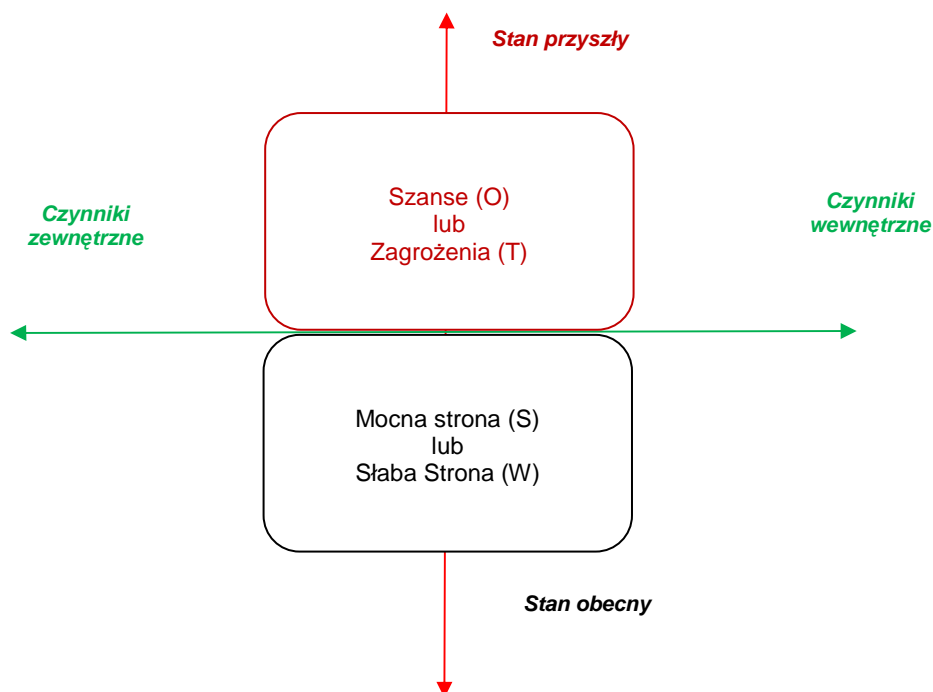 Stan przyszły
Szanse (O)
lub
Zagrożenia (T)
Czynniki
zewnętrzne
Czynniki
wewnętrzne
Mocna strona (S)
lub
Słaba Strona (W)
Stan obecny